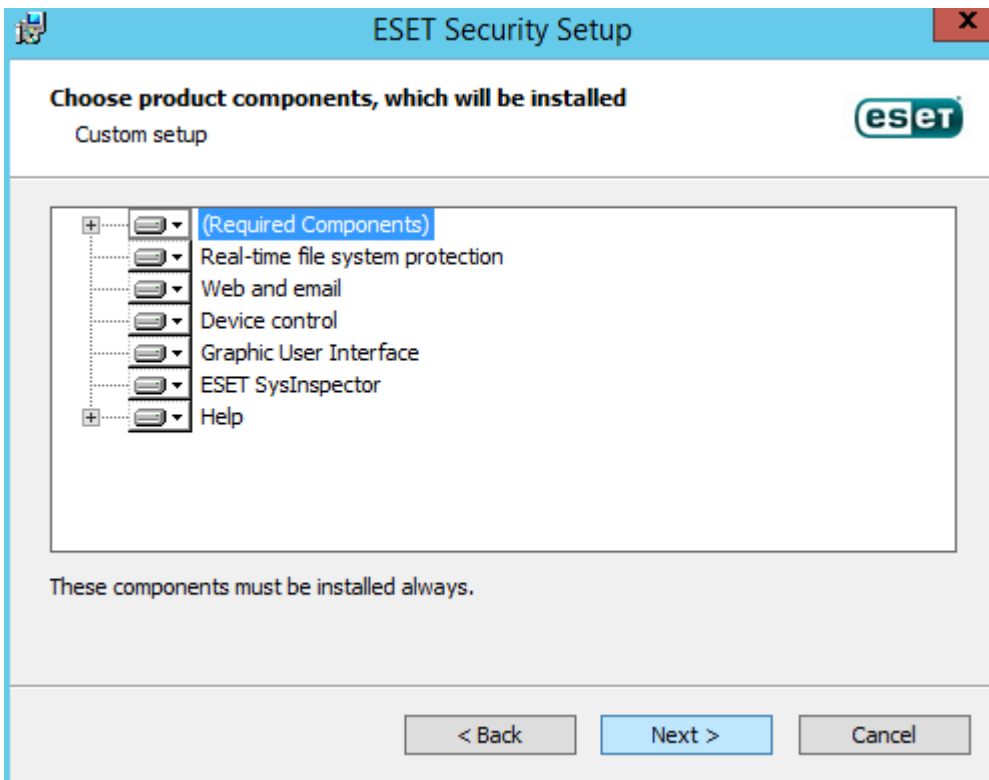 ESET Security Setup
x
Choose product components, which will be installed
Custom setup
eset
(Required Components)
Real-time file system protection
Web and email
Device control
Graphic User Interface
ESET SysInspector
Help
These components must be installed always.
< Back
Next >
Cancel